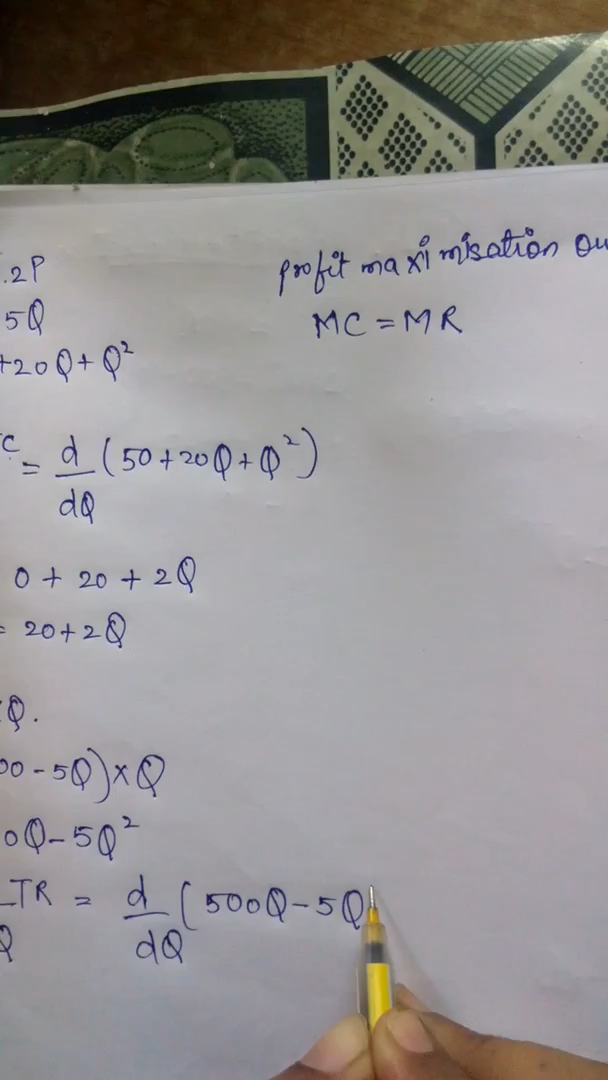 .2P
5Q
+20Q+Q²
profit maximisation ou
MC=MR
C = d/dQ (50+20Q+Q²)
0 + 20 + 2Q
= 20+2Q
Q.
00-5Q)×Q
0Q-5Q²
TR = d/dQ (500Q-5Q
Q